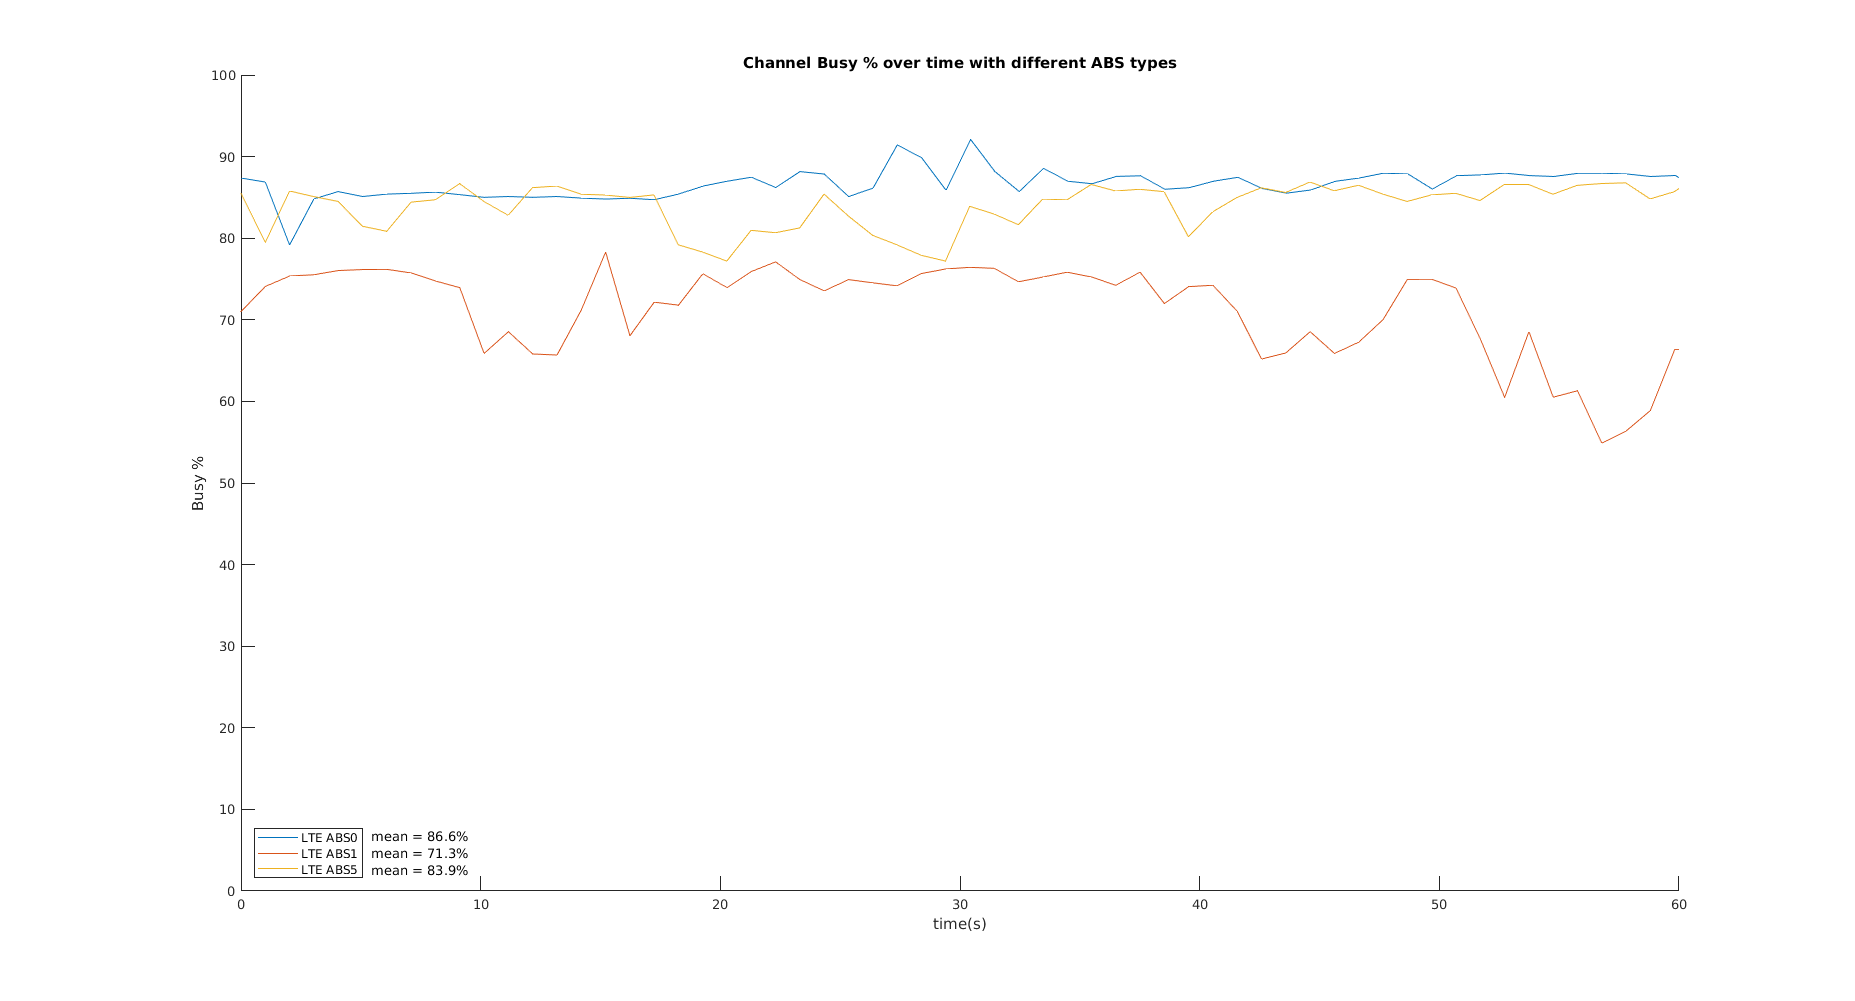 Channel Busy % over time with different ABS types
100
90
80
70
60
50
40
30
20
10
0
Busy %
LTE ABS0 mean = 86.6%
LTE ABS1 mean = 71.3%
LTE ABS5 mean = 83.9%
0 10 20 30 40 50 60
time(s)